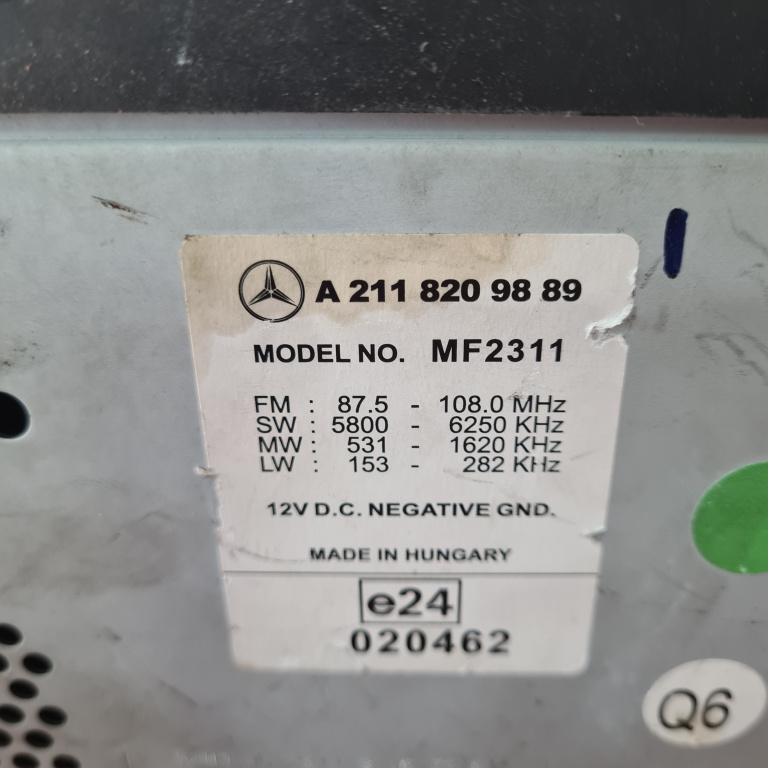 A 211 820 98 89
MODEL NO. MF2311
FM : 87.5 - 108.0 MHz
SW : 5800 - 6250 KHz
MW : 531 - 1620 KHz
LW : 153 - 282 KHz
12V D.C. NEGATIVE GND.
MADE IN HUNGARY
e24
020462
Q6